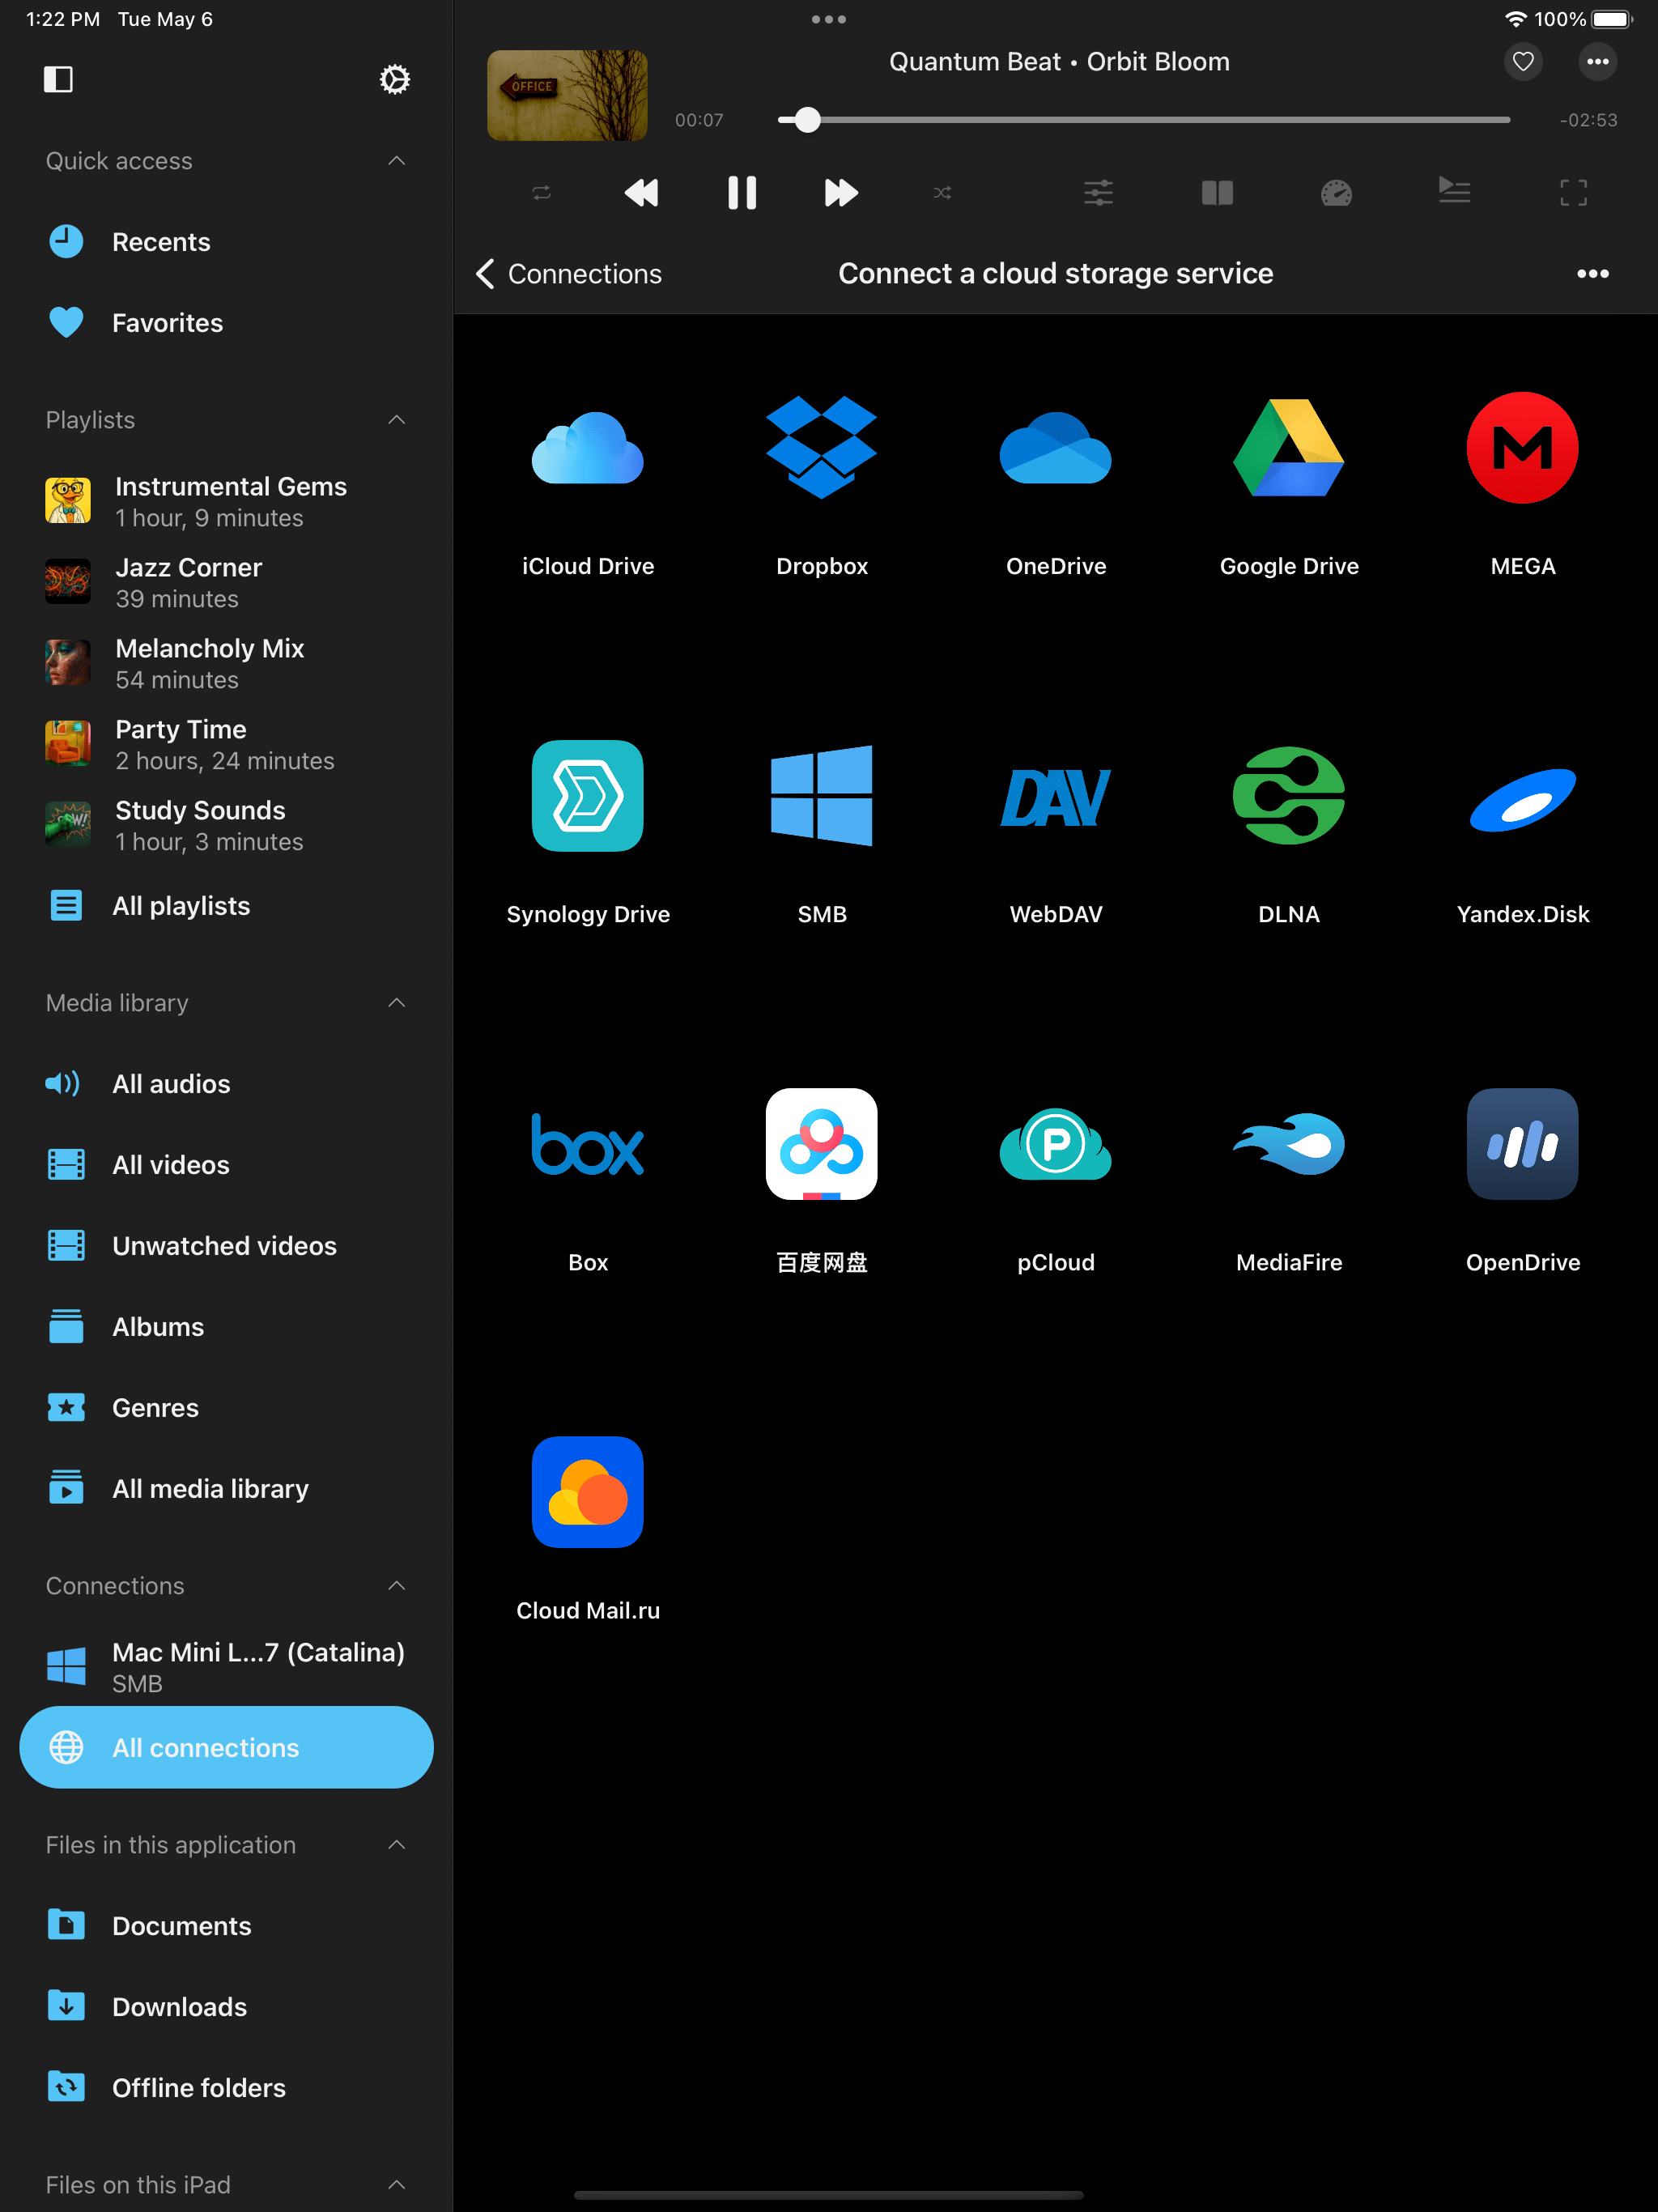 1:22 PM Tue May 6
100%
Quick access
Recents
Favorites
Playlists
Instrumental Gems
1 hour, 9 minutes
Jazz Corner
39 minutes
Melancholy Mix
54 minutes
Party Time
2 hours, 24 minutes
Study Sounds
1 hour, 3 minutes
All playlists
Media library
All audios
All videos
Unwatched videos
Albums
Genres
All media library
Connections
Mac Mini L...7 (Catalina)
SMB
All connections
Files in this application
Documents
Downloads
Offline folders
Files on this iPad
OFFICE
Quantum Beat • Orbit Bloom
00:07
-02:53
Connections
Connect a cloud storage service
iCloud Drive
Dropbox
OneDrive
Google Drive
MEGA
Synology Drive
SMB
DAV
WebDAV
DLNA
Yandex.Disk
box
Box
百度网盘
P
pCloud
MediaFire
OpenDrive
Cloud Mail.ru